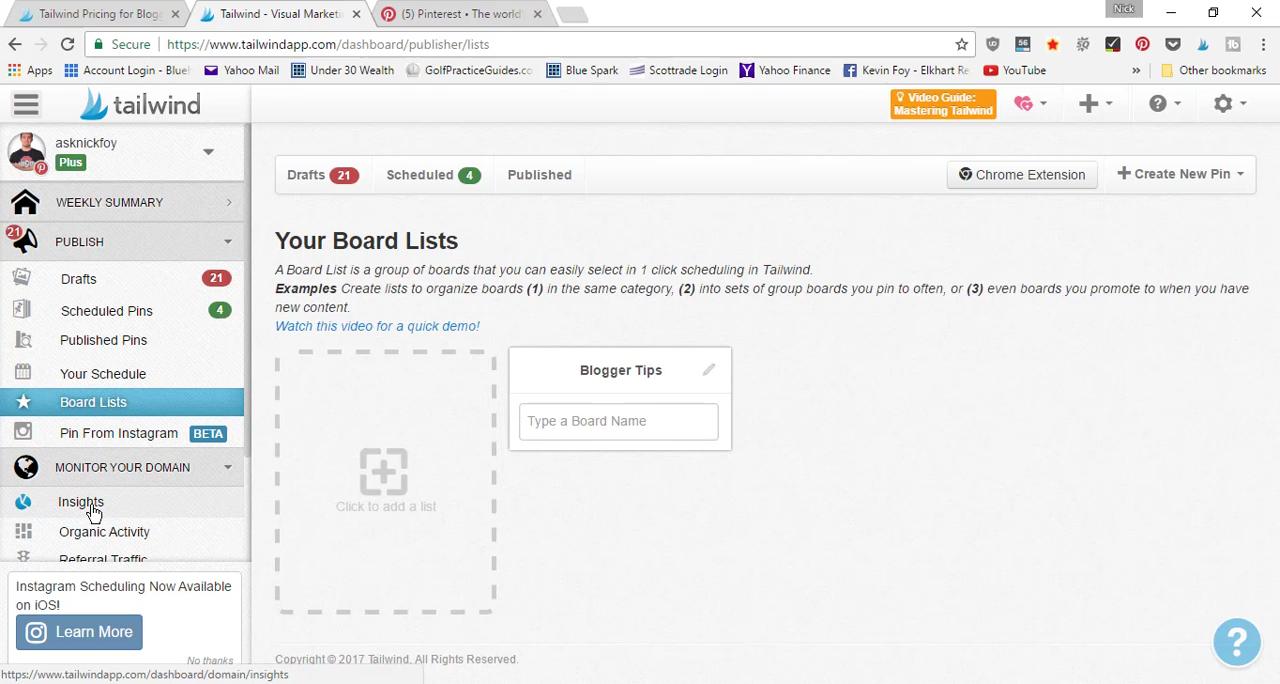 Tailwind Pricing for Blogg
Tailwind - Visual Marketi
(5) Pinterest • The world'
Nick
Secure
https://www.tailwindapp.com/dashboard/publisher/lists
56
Apps
Account Login - Blueh
Yahoo Mail
Under 30 Wealth
GolfPracticeGuides.co
Blue Spark
Scottrade Login
Yahoo Finance
Kevin Foy - Elkhart Re
YouTube
»
Other bookmarks
tailwind
Video Guide:
Mastering Tailwind
asknickfoy
Plus
Drafts 21
Scheduled 4
Published
Chrome Extension
Create New Pin
WEEKLY SUMMARY
21
PUBLISH
Drafts 21
Scheduled Pins 4
Published Pins
Your Schedule
Board Lists
Pin From Instagram BETA
MONITOR YOUR DOMAIN
Insights
Organic Activity
Referral Traffic
Instagram Scheduling Now Available
on iOS!
Learn More
No thanks
https://www.tailwindapp.com/dashboard/domain/insights
Your Board Lists
A Board List is a group of boards that you can easily select in 1 click scheduling in Tailwind.
Examples Create lists to organize boards (1) in the same category, (2) into sets of group boards you pin to often, or (3) even boards you promote to when you have
new content.
Watch this video for a quick demo!
Click to add a list
Blogger Tips
Type a Board Name
Copyright © 2017 Tailwind. All Rights Reserved.
?